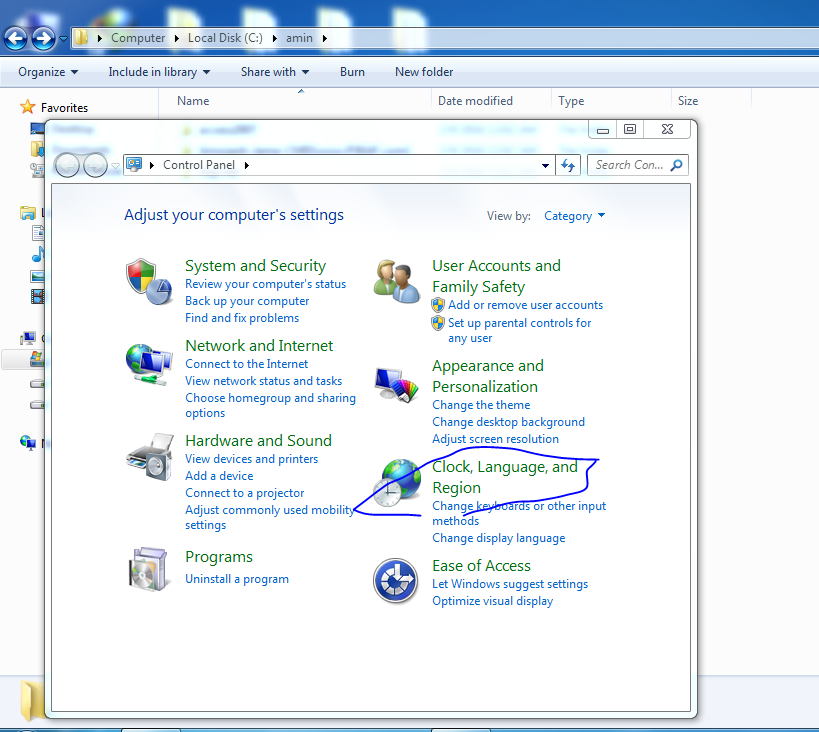 Computer Local Disk (C:) amin
Organize Include in library Share with Burn New folder
Favorites
Name Date modified Type Size
Control Panel
Search Con...
Adjust your computer's settings
View by: Category
System and Security
Review your computer's status
Back up your computer
Find and fix problems
Network and Internet
Connect to the Internet
View network status and tasks
Choose homegroup and sharing
options
Hardware and Sound
View devices and printers
Add a device
Connect to a projector
Adjust commonly used mobility
settings
Programs
Uninstall a program
User Accounts and
Family Safety
Add or remove user accounts
Set up parental controls for
any user
Appearance and
Personalization
Change the theme
Change desktop background
Adjust screen resolution
Clock, Language, and
Region
Change keyboards or other input
methods
Change display language
Ease of Access
Let Windows suggest settings
Optimize visual display